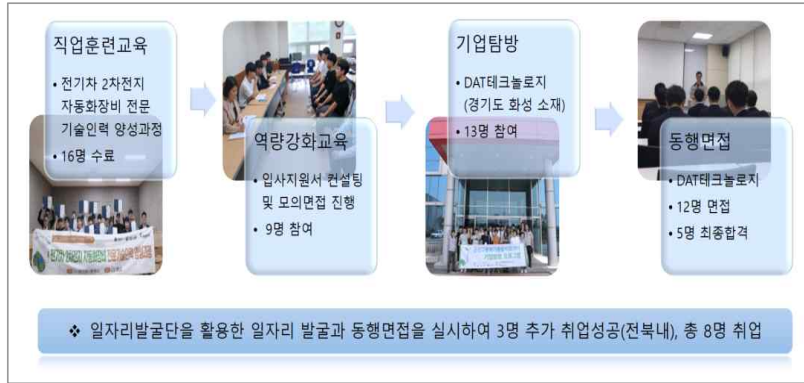 직업훈련교육
• 전기차 2차전지
자동화장비 전문
기술인력 양성과정
• 16명 수료
역량강화교육
• 입사지원서 컨설팅
및 모의면접 진행
• 9명 참여
기업탐방
• DAT테크놀로지
(경기도 화성 소재)
• 13명 참여
동행면접
• DAT테크놀로지
• 12명 면접
• 5명 최종합격
❖ 일자리발굴단을 활용한 일자리 발굴과 동행면접을 실시하여 3명 추가 취업성공(전북내), 총 8명 취업